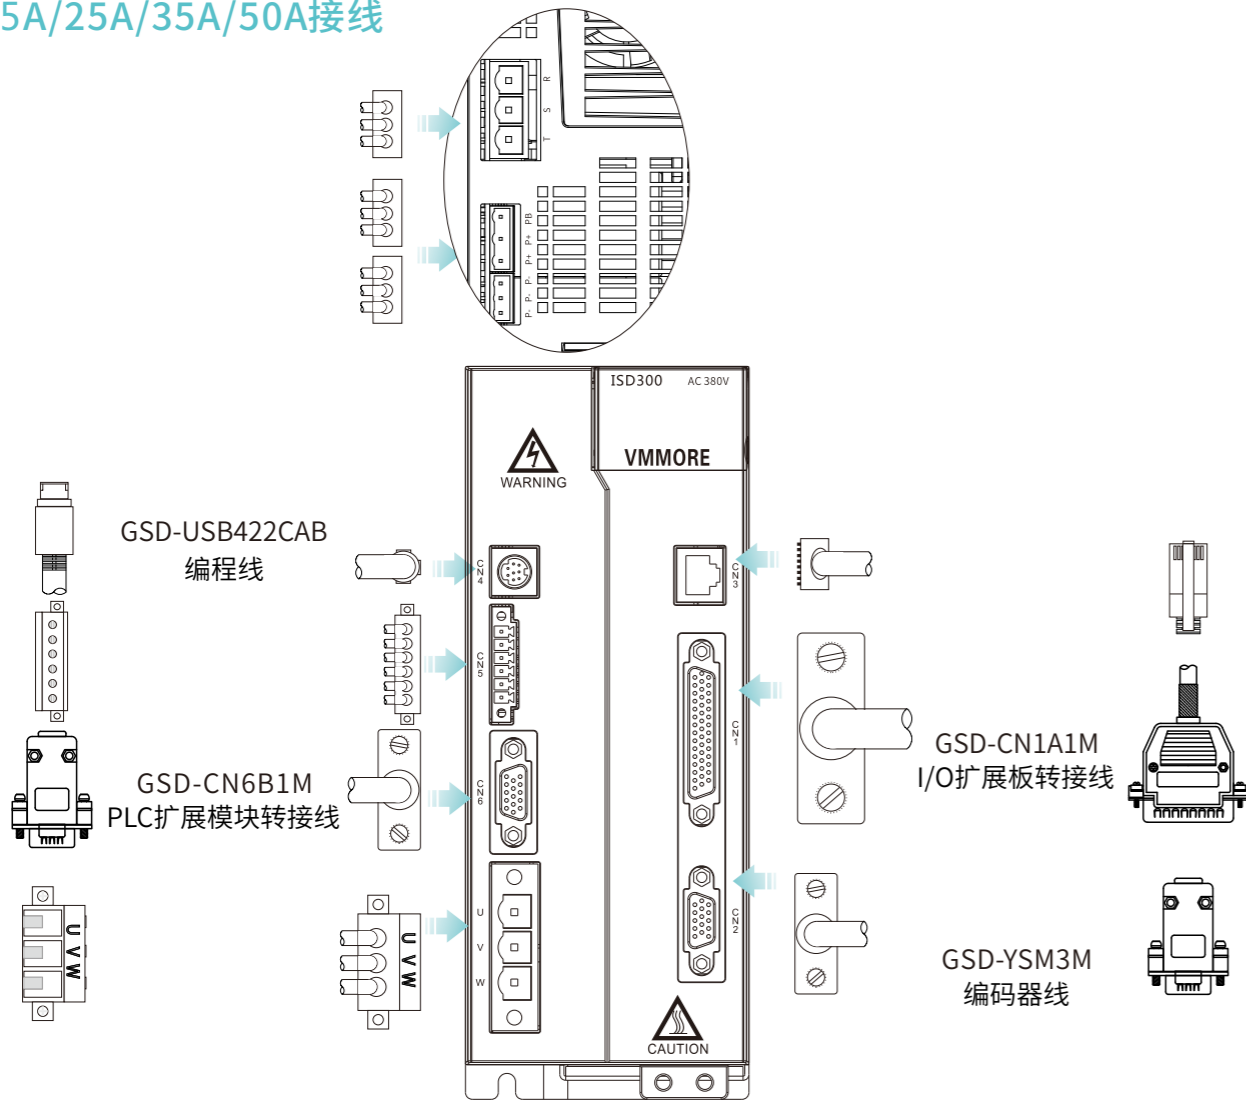 5A/25A/35A/50A接线
R
S
T
PB
P+
P+
P-
P-
P-
ISD300 AC 380V
VMMORE
WARNING
GSD-USB422CAB
编程线
CN4
CN3
CN5
CN1
GSD-CN6B1M
PLC扩展模块转接线
CN6
GSD-CN1A1M
I/O扩展板转接线
U
V
W
U V W
U V W
CN2
GSD-YSM3M
编码器线
CAUTION